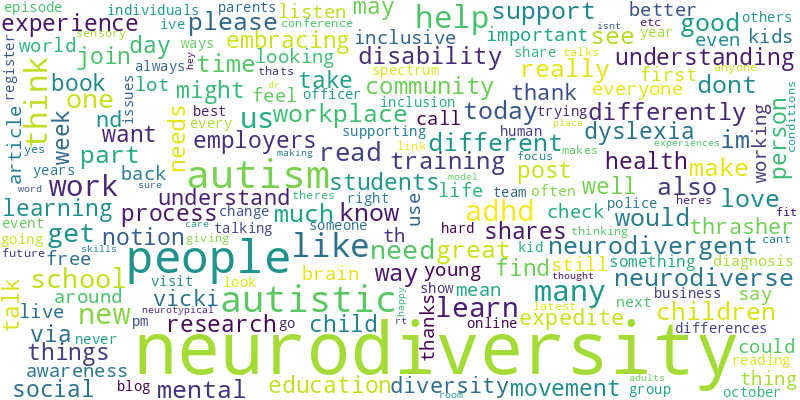 episode individuals parents listen please help support may better others
experience ive sensory conference good isnt etc year
register world join day ways embracing inclusive important see even kids
always hey time looking disability share talks understanding
think book lot thats spectrum really first anyone
issues might dr feel officer take community thank everyone dont
one nd best us workplace inclusion call today trying differently person conditions
article yes week want every employers supporting human different dyslexia im working
years part needs making read link training focus makes place post health make experiences
word back sure autism students model life team often well police also heres fit
work understand theres right use hard check would love
learning process change much know kid thinking thrasher
event care talking someone adhd shares
going get notion people like th need great neurodivergent cant
future free skills giving way young find still something diagnosis
school visit look brain show mean many neurodiverse
talk around vicki neurotypical autistic happy rt learn thought next business say
live new pm research go child thanks online latest expedite children differences
via never neurodiversity could
things reading
awareness education diversity movement adults group thing
social blog mental room october